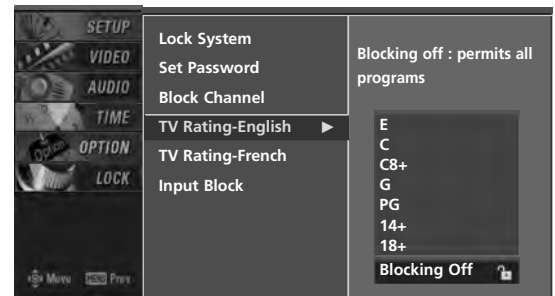 SETUP
VIDEO
AUDIO
TIME
OPTION
LOCK
Move MENU Prev
Lock System
Set Password
Block Channel
TV Rating-English ►
TV Rating-French
Input Block
Blocking off : permits all
programs
E
C
C8+
G
PG
14+
18+
Blocking Off